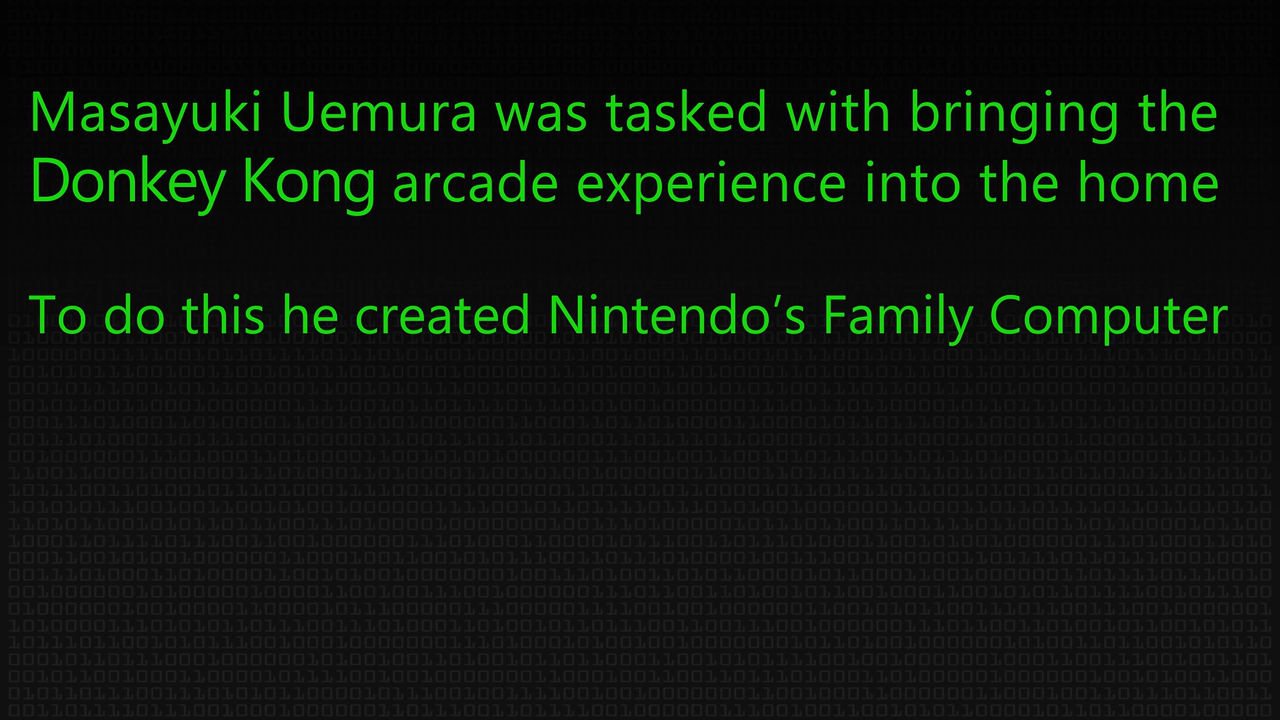 Masayuki Uemura was tasked with bringing the
Donkey Kong arcade experience into the home
To do this he created Nintendo’s Family Computer